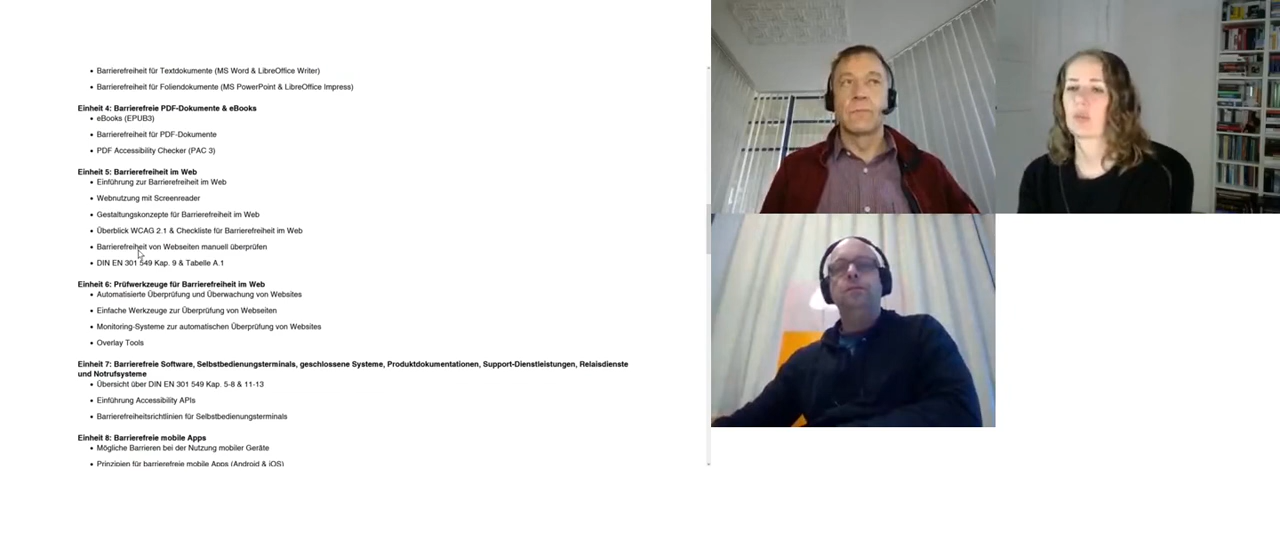 • Barrierefreiheit für Textdokumente (MS Word & LibreOffice Writer)
• Barrierefreiheit für Foliendokumente (MS PowerPoint & LibreOffice Impress)
Einheit 4: Barrierefreie PDF-Dokumente & eBooks
• eBooks (EPUB3)
• Barrierefreiheit für PDF-Dokumente
• PDF Accessibility Checker (PAC 3)
Einheit 5: Barrierefreiheit im Web
• Einführung zur Barrierefreiheit im Web
• Webnutzung mit Screenreader
• Gestaltungskonzepte für Barrierefreiheit im Web
• Überblick WCAG 2.1 & Checkliste für Barrierefreiheit im Web
• Barrierefreiheit von Webseiten manuell überprüfen
• DIN EN 301 549 Kap. 9 & Tabelle A.1
Einheit 6: Prüfwerkzeuge für Barrierefreiheit im Web
• Automatisierte Überprüfung und Überwachung von Websites
• Einfache Werkzeuge zur Überprüfung von Webseiten
• Monitoring-Systeme zur automatischen Überprüfung von Websites
• Overlay Tools
Einheit 7: Barrierefreie Software, Selbstbedienungsterminals, geschlossene Systeme, Produktdokumentationen, Support-Dienstleistungen, Relaisdienste
und Notrufsysteme
• Übersicht über DIN EN 301 549 Kap. 5-8 & 11-13
• Einführung Accessibility APIs
• Barrierefreiheitsrichtlinien für Selbstbedienungsterminals
Einheit 8: Barrierefreie mobile Apps
• Mögliche Barrieren bei der Nutzung mobiler Geräte
• Prinzipien für barrierefreie mobile Apps (Android & iOS)